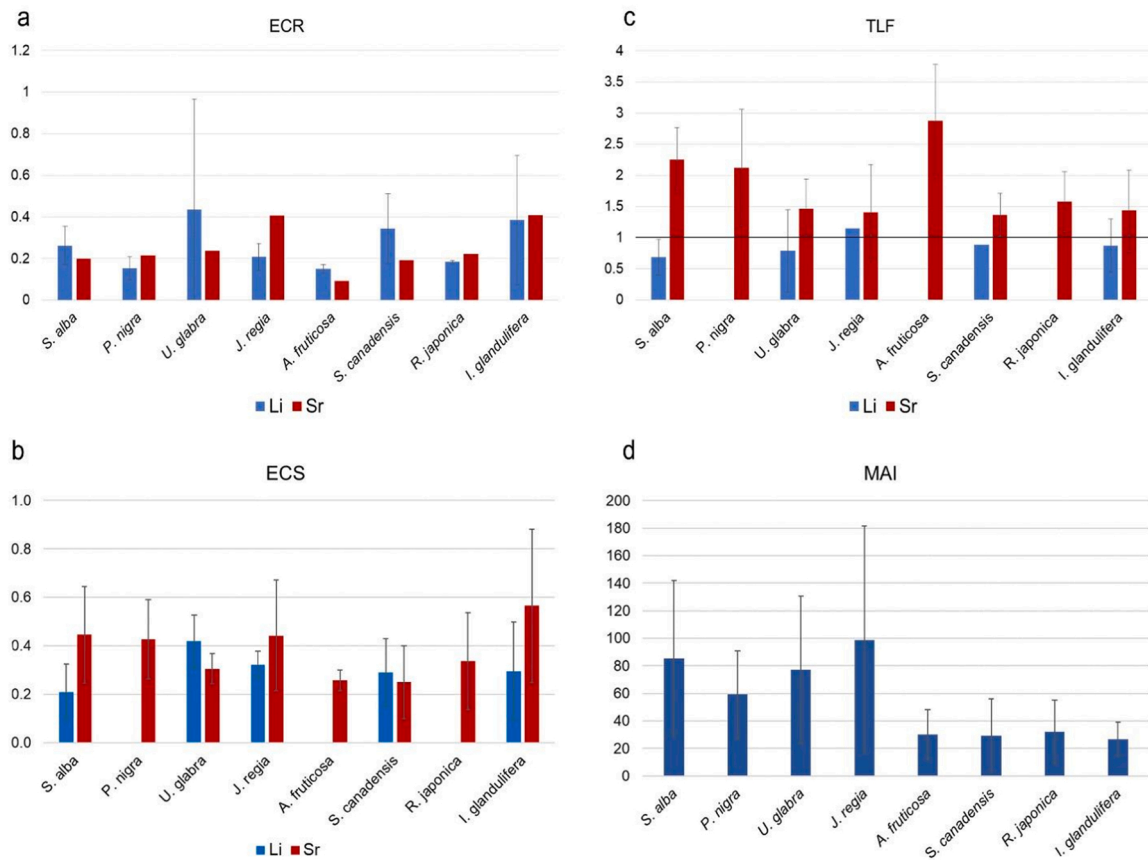 a
ECR
1.2
1
0.8
0.6
0.4
0.2
0
S. alba
P. nigra
U. glabra
J. regia
A. fruticosa
S. canadensis
R. japonica
I. glandulifera
Li Sr
b
ECS
1.0
0.8
0.6
0.4
0.2
0.0
S. alba
P. nigra
U. glabra
J. regia
A. fruticosa
S. canadensis
R. japonica
I. glandulifera
Li Sr
c
TLF
4
3.5
3
2.5
2
1.5
1
0.5
0
S. alba
P. nigra
U. glabra
J. regia
A. fruticosa
S. canadensis
R. japonica
I. glandulifera
Li Sr
d
MAI
200
180
160
140
120
100
80
60
40
20
0
S. alba
P. nigra
U. glabra
J. regia
A. fruticosa
S. canadensis
R. japonica
I. glandulifera